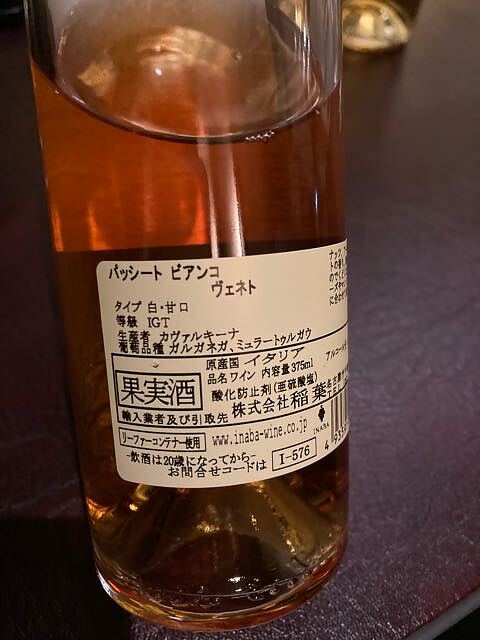 パッシート ビアンコ
ヴェネト
タイプ 白・甘口
等級 IGT
生産者 カヴァルキーナ
葡萄品種 ガルガネガ、ミュラートゥルガウ
原産国 イタリア
アルコール
果実酒
品名 ワイン 内容量 375ml
酸化防止剤(亜硫酸塩)
輸入業者及び引取先 株式会社 稲葉
リーファーコンテナー使用
www.inaba-wine.co.jp
INABA
-飲酒は20歳になってから-
お問合せコードは I-576